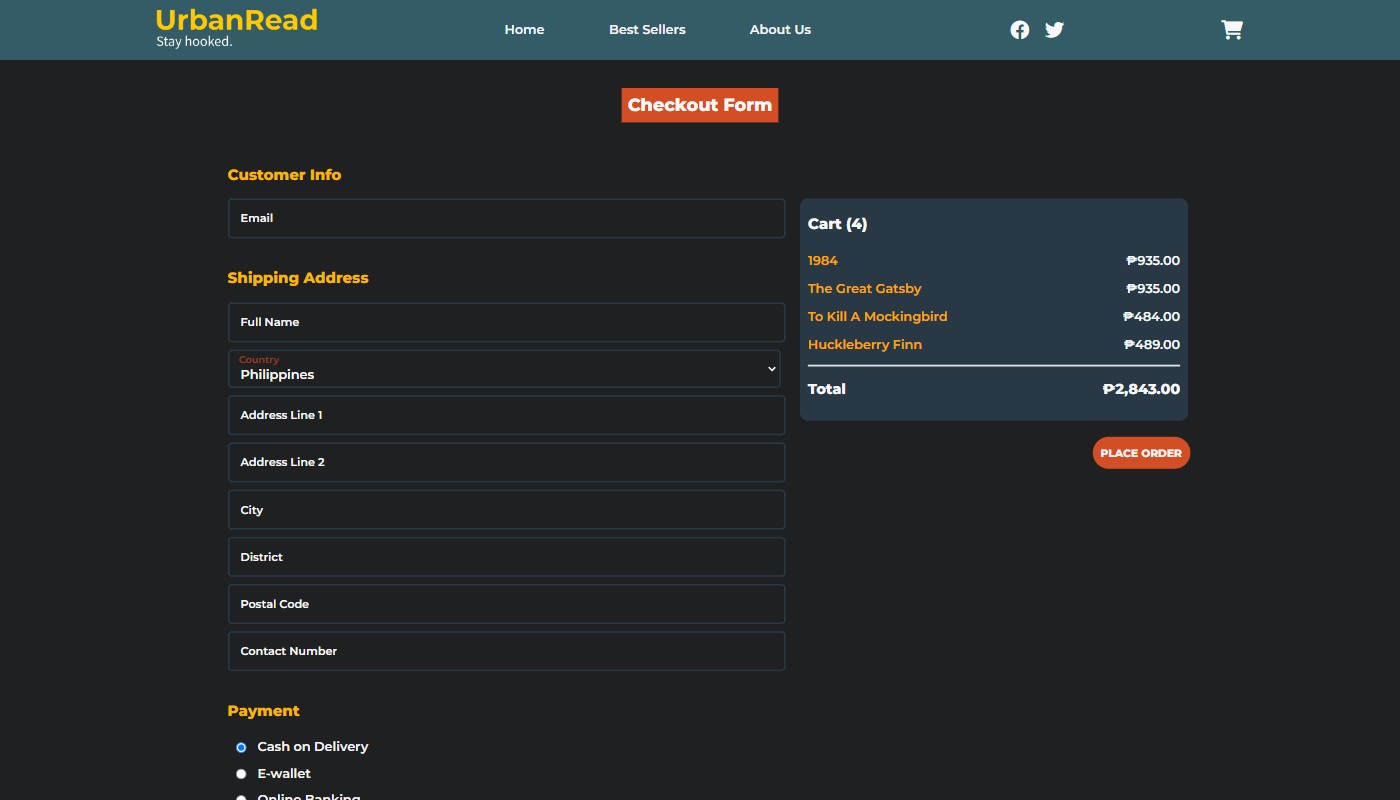 UrbanRead
Stay hooked.
Home
Best Sellers
About Us
Checkout Form
Customer Info
Email
Shipping Address
Full Name
Country
Philippines
Address Line 1
Address Line 2
City
District
Postal Code
Contact Number
Payment
Cash on Delivery
E-wallet
Online Banking
Cart (4)
1984 ₱935.00
The Great Gatsby ₱935.00
To Kill A Mockingbird ₱484.00
Huckleberry Finn ₱489.00
Total ₱2,843.00
PLACE ORDER